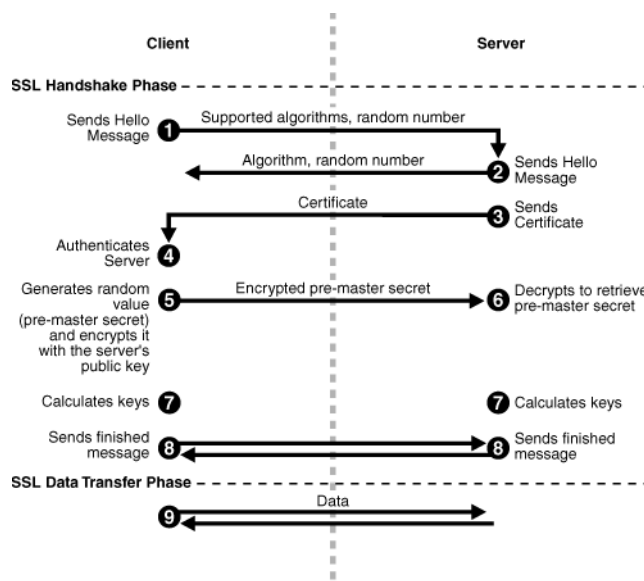 Client
Server
SSL Handshake Phase
Sends Hello
Message
1
Supported algorithms, random number
Algorithm, random number
2
Sends Hello
Message
Certificate
3
Sends
Certificate
Authenticates
Server
4
Generates random
value
(pre-master secret)
and encrypts it
with the server's
public key
5
Encrypted pre-master secret
6
Decrypts to retrieve
pre-master secret
Calculates keys
7
7
Calculates keys
Sends finished
message
8
8
Sends finished
message
SSL Data Transfer Phase
Data
9